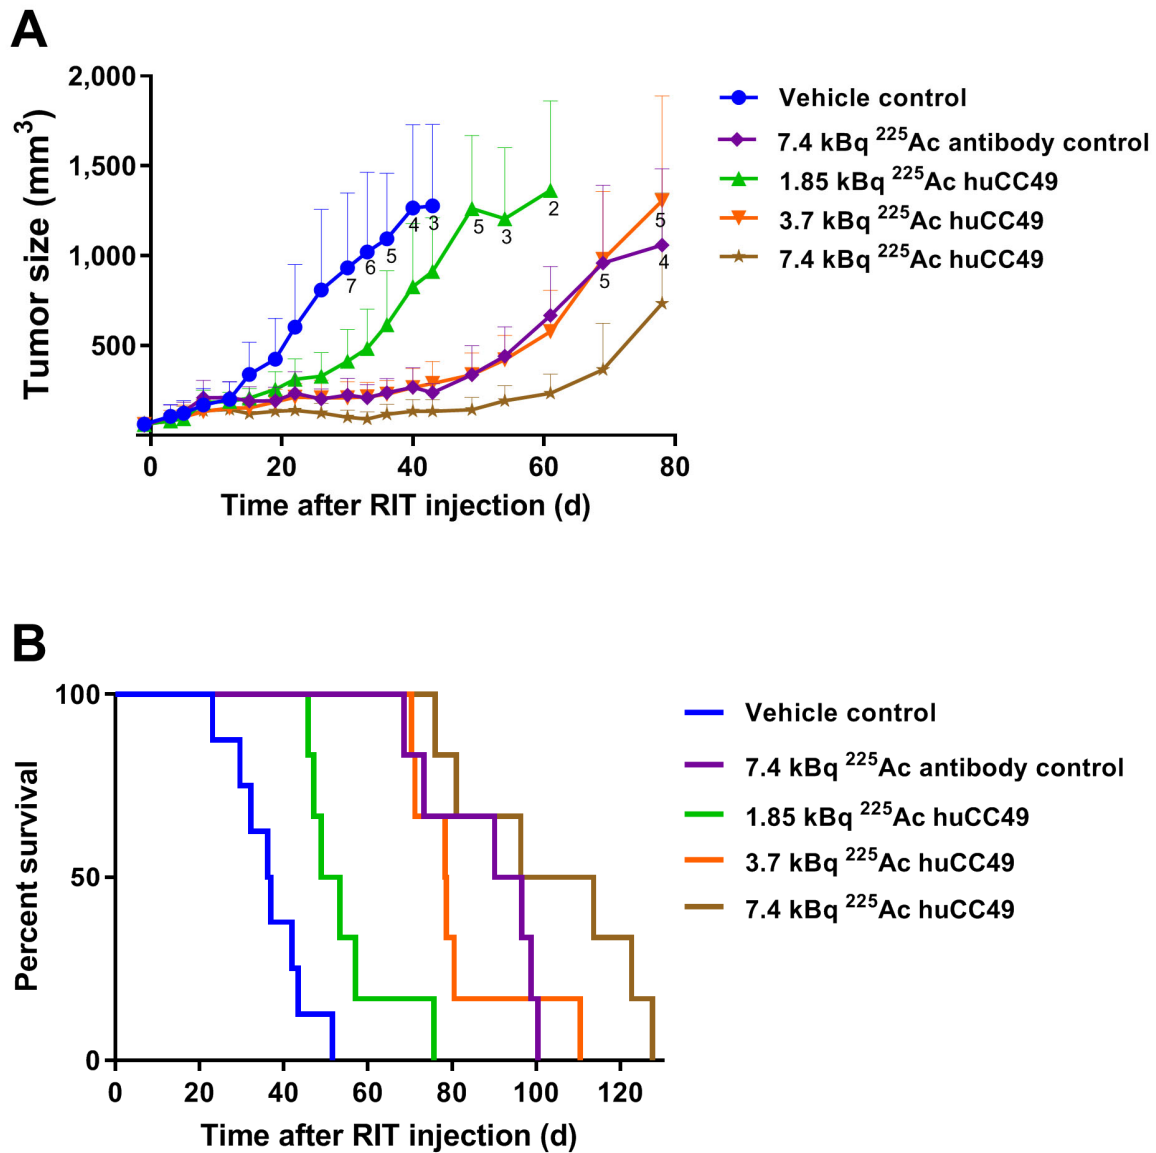 A
Tumor size (mm³)
2,000
1,500
1,000
500
0 20 40 60 80
Time after RIT injection (d)
7 6 5 4 3
5 3 2
5 5 4
Vehicle control
7.4 kBq ²²⁵Ac antibody control
1.85 kBq ²²⁵Ac huCC49
3.7 kBq ²²⁵Ac huCC49
7.4 kBq ²²⁵Ac huCC49
B
Percent survival
100
50
0
0 20 40 60 80 100 120
Time after RIT injection (d)
Vehicle control
7.4 kBq ²²⁵Ac antibody control
1.85 kBq ²²⁵Ac huCC49
3.7 kBq ²²⁵Ac huCC49
7.4 kBq ²²⁵Ac huCC49